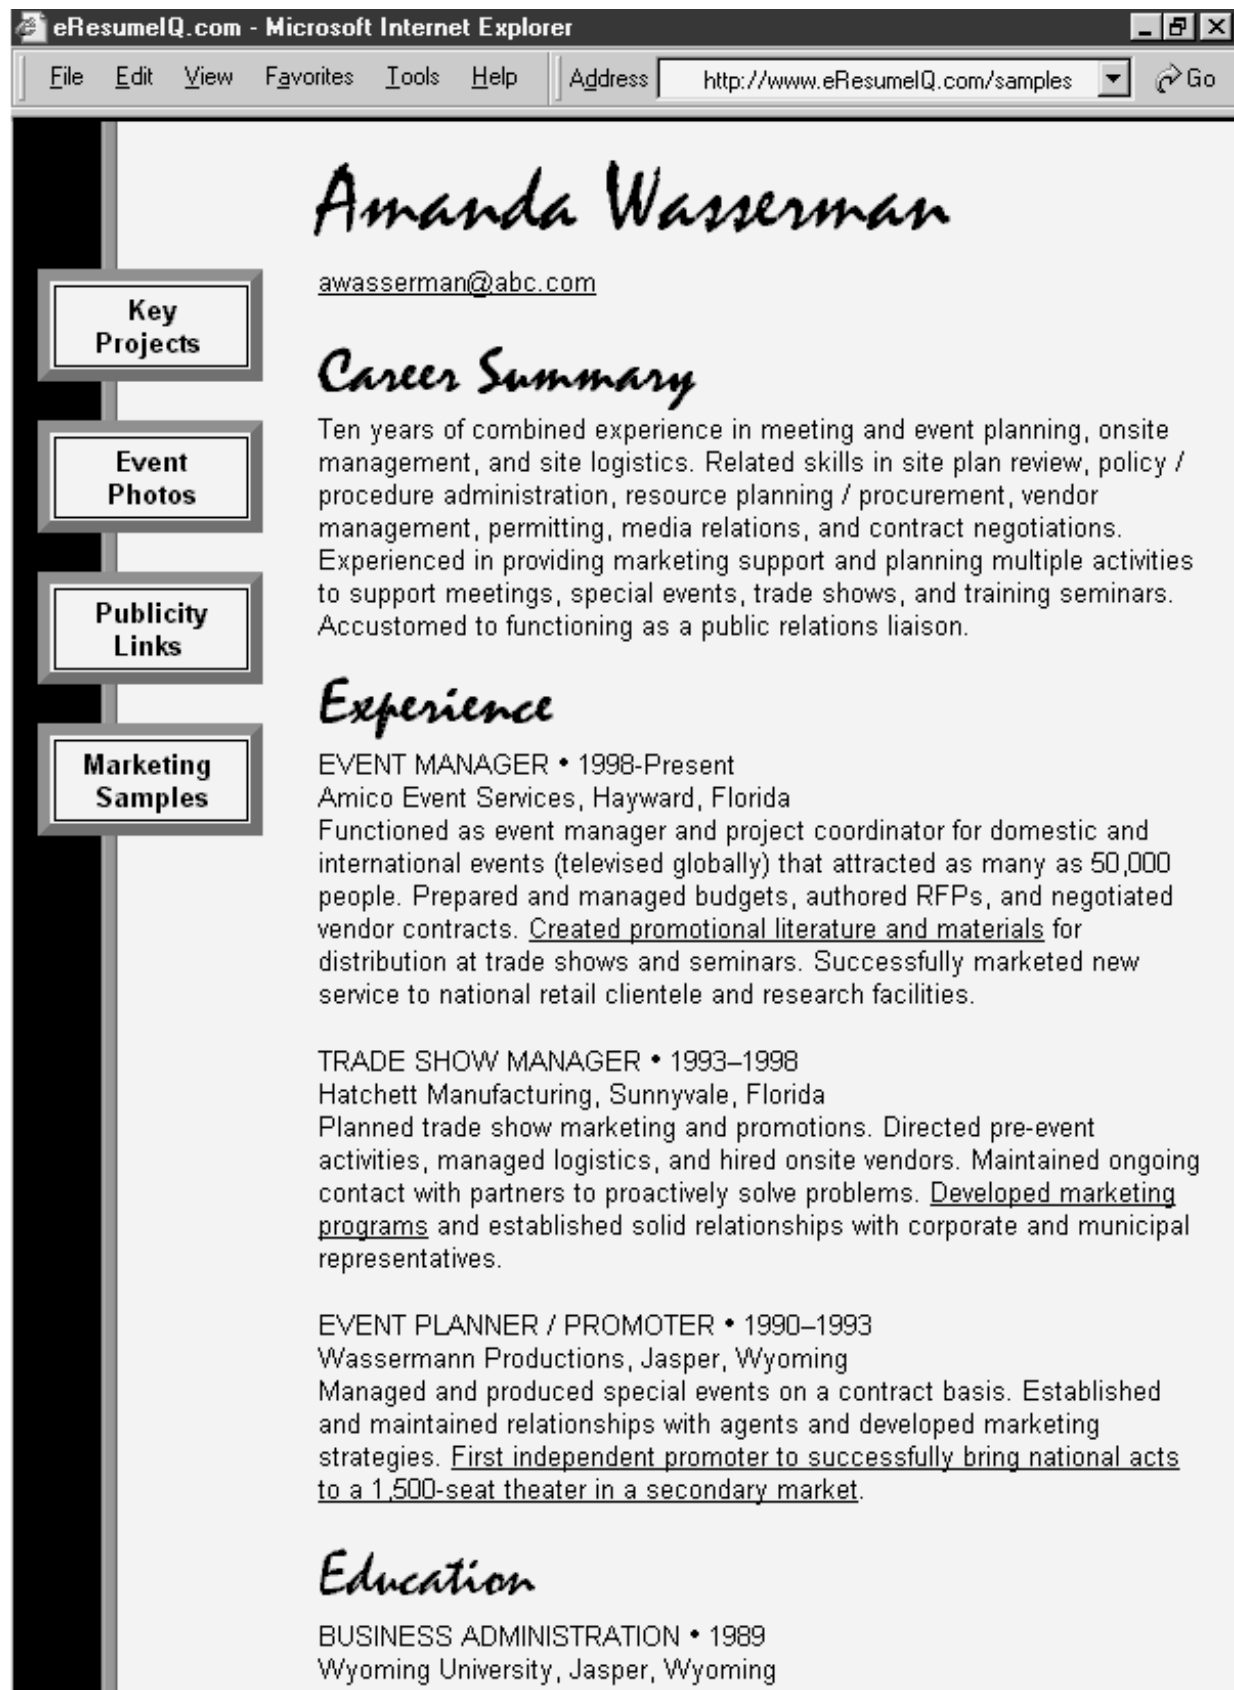 eResumeIQ.com - Microsoft Internet Explorer
File Edit View Favorites Tools Help Address http://www.eResumeIQ.com/samples Go
Amanda Wasserman
awasserman@abc.com
Key
Projects
Event
Photos
Publicity
Links
Marketing
Samples
Career Summary
Ten years of combined experience in meeting and event planning, onsite
management, and site logistics. Related skills in site plan review, policy /
procedure administration, resource planning / procurement, vendor
management, permitting, media relations, and contract negotiations.
Experienced in providing marketing support and planning multiple activities
to support meetings, special events, trade shows, and training seminars.
Accustomed to functioning as a public relations liaison.
Experience
EVENT MANAGER • 1998-Present
Amico Event Services, Hayward, Florida
Functioned as event manager and project coordinator for domestic and
international events (televised globally) that attracted as many as 50,000
people. Prepared and managed budgets, authored RFPs, and negotiated
vendor contracts. Created promotional literature and materials for
distribution at trade shows and seminars. Successfully marketed new
service to national retail clientele and research facilities.
TRADE SHOW MANAGER • 1993–1998
Hatchett Manufacturing, Sunnyvale, Florida
Planned trade show marketing and promotions. Directed pre-event
activities, managed logistics, and hired onsite vendors. Maintained ongoing
contact with partners to proactively solve problems. Developed marketing
programs and established solid relationships with corporate and municipal
representatives.
EVENT PLANNER / PROMOTER • 1990–1993
Wassermann Productions, Jasper, Wyoming
Managed and produced special events on a contract basis. Established
and maintained relationships with agents and developed marketing
strategies. First independent promoter to successfully bring national acts
to a 1,500-seat theater in a secondary market.
Education
BUSINESS ADMINISTRATION • 1989
Wyoming University, Jasper, Wyoming